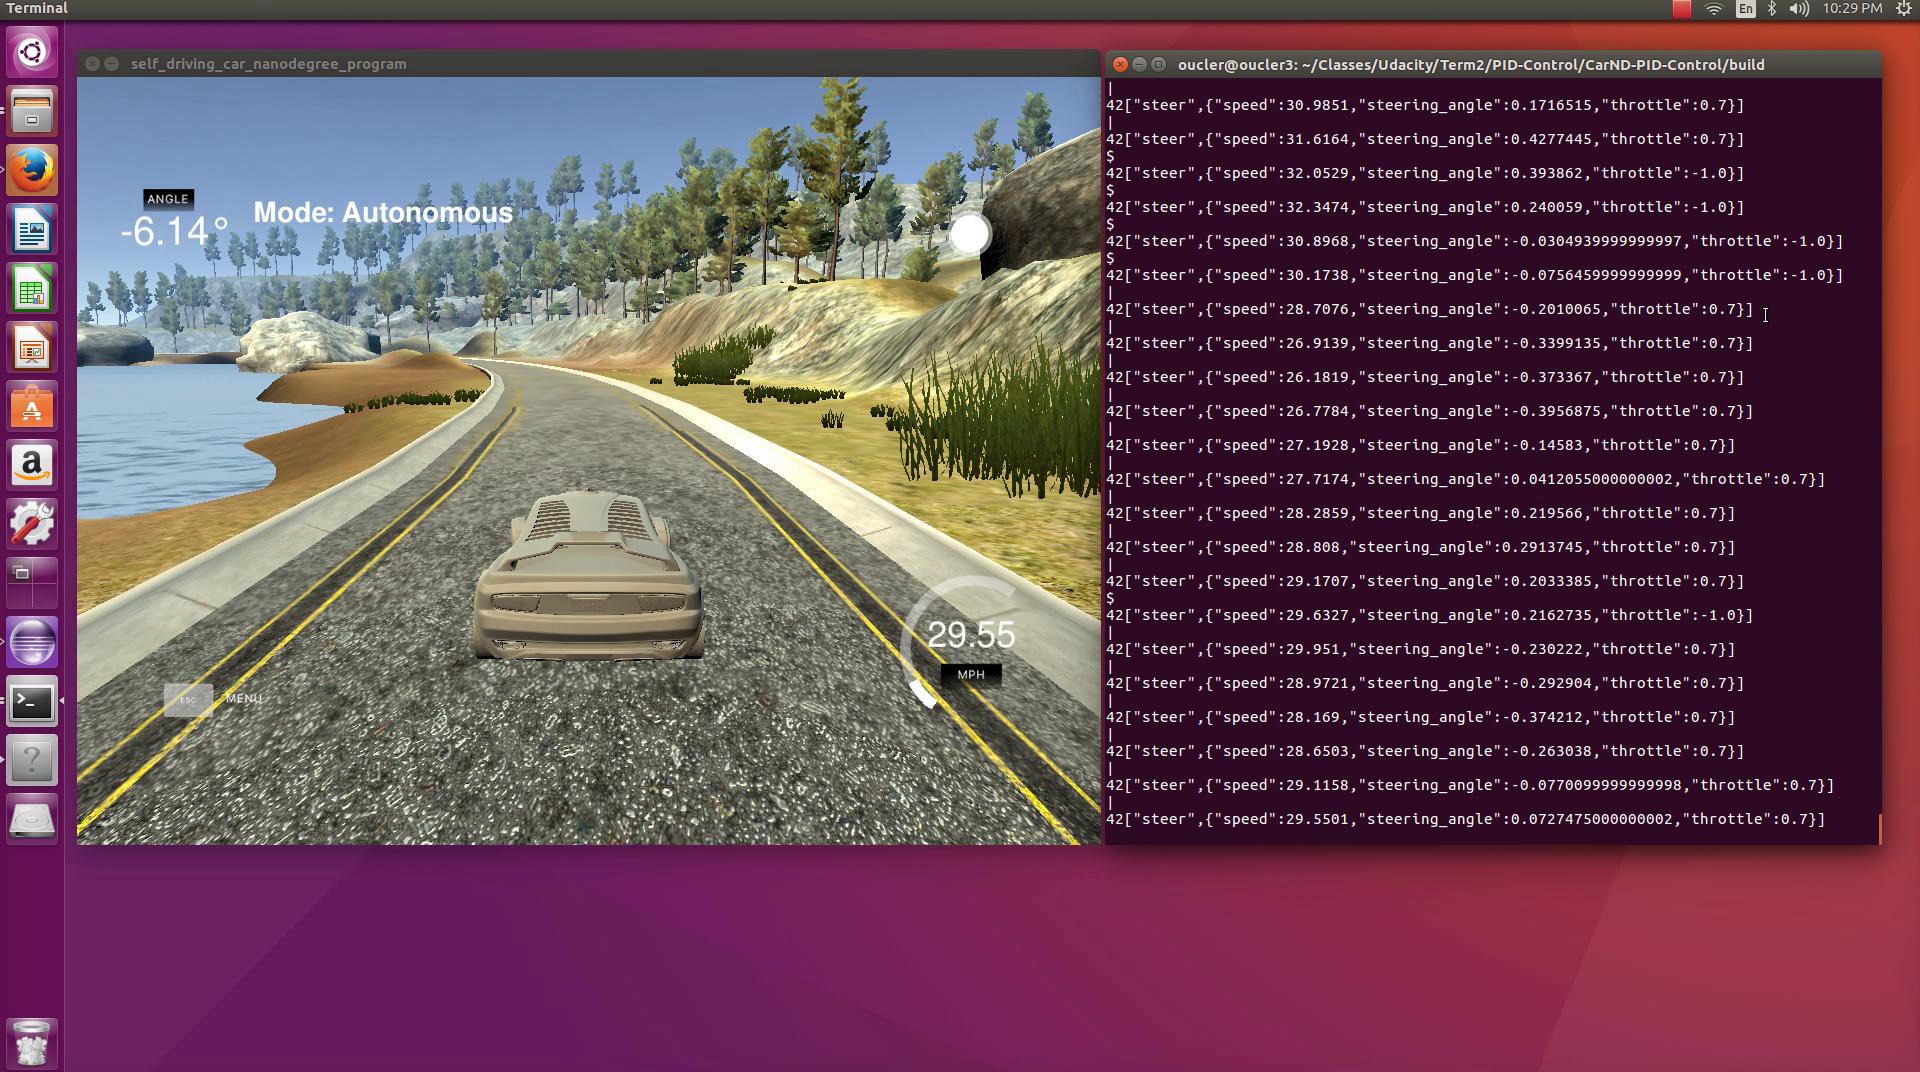 Terminal
En
10:29 PM
self_driving_car_nanodegree_program
ANGLE
-6.14°
Mode: Autonomous
29.55
MPH
ESC
MENU
oucler@oucler3: ~/Classes/Udacity/Term2/PID-Control/CarND-PID-Control/build
|
42["steer",{"speed":30.9851,"steering_angle":0.1716515,"throttle":0.7}]
|
42["steer",{"speed":31.6164,"steering_angle":0.4277445,"throttle":0.7}]
$
42["steer",{"speed":32.0529,"steering_angle":0.393862,"throttle":-1.0}]
$
42["steer",{"speed":32.3474,"steering_angle":0.240059,"throttle":-1.0}]
$
42["steer",{"speed":30.8968,"steering_angle":-0.0304939999999997,"throttle":-1.0}]
$
42["steer",{"speed":30.1738,"steering_angle":-0.0756459999999999,"throttle":-1.0}]
|
42["steer",{"speed":28.7076,"steering_angle":-0.2010065,"throttle":0.7}]
|
42["steer",{"speed":26.9139,"steering_angle":-0.3399135,"throttle":0.7}]
|
42["steer",{"speed":26.1819,"steering_angle":-0.373367,"throttle":0.7}]
|
42["steer",{"speed":26.7784,"steering_angle":-0.3956875,"throttle":0.7}]
|
42["steer",{"speed":27.1928,"steering_angle":-0.14583,"throttle":0.7}]
|
42["steer",{"speed":27.7174,"steering_angle":0.0412055000000002,"throttle":0.7}]
|
42["steer",{"speed":28.2859,"steering_angle":0.219566,"throttle":0.7}]
|
42["steer",{"speed":28.808,"steering_angle":0.2913745,"throttle":0.7}]
|
42["steer",{"speed":29.1707,"steering_angle":0.2033385,"throttle":0.7}]
$
42["steer",{"speed":29.6327,"steering_angle":0.2162735,"throttle":-1.0}]
|
42["steer",{"speed":29.951,"steering_angle":-0.230222,"throttle":0.7}]
|
42["steer",{"speed":28.9721,"steering_angle":-0.292904,"throttle":0.7}]
|
42["steer",{"speed":28.169,"steering_angle":-0.374212,"throttle":0.7}]
|
42["steer",{"speed":28.6503,"steering_angle":-0.263038,"throttle":0.7}]
|
42["steer",{"speed":29.1158,"steering_angle":-0.0770099999999998,"throttle":0.7}]
|
42["steer",{"speed":29.5501,"steering_angle":0.0727475000000002,"throttle":0.7}]